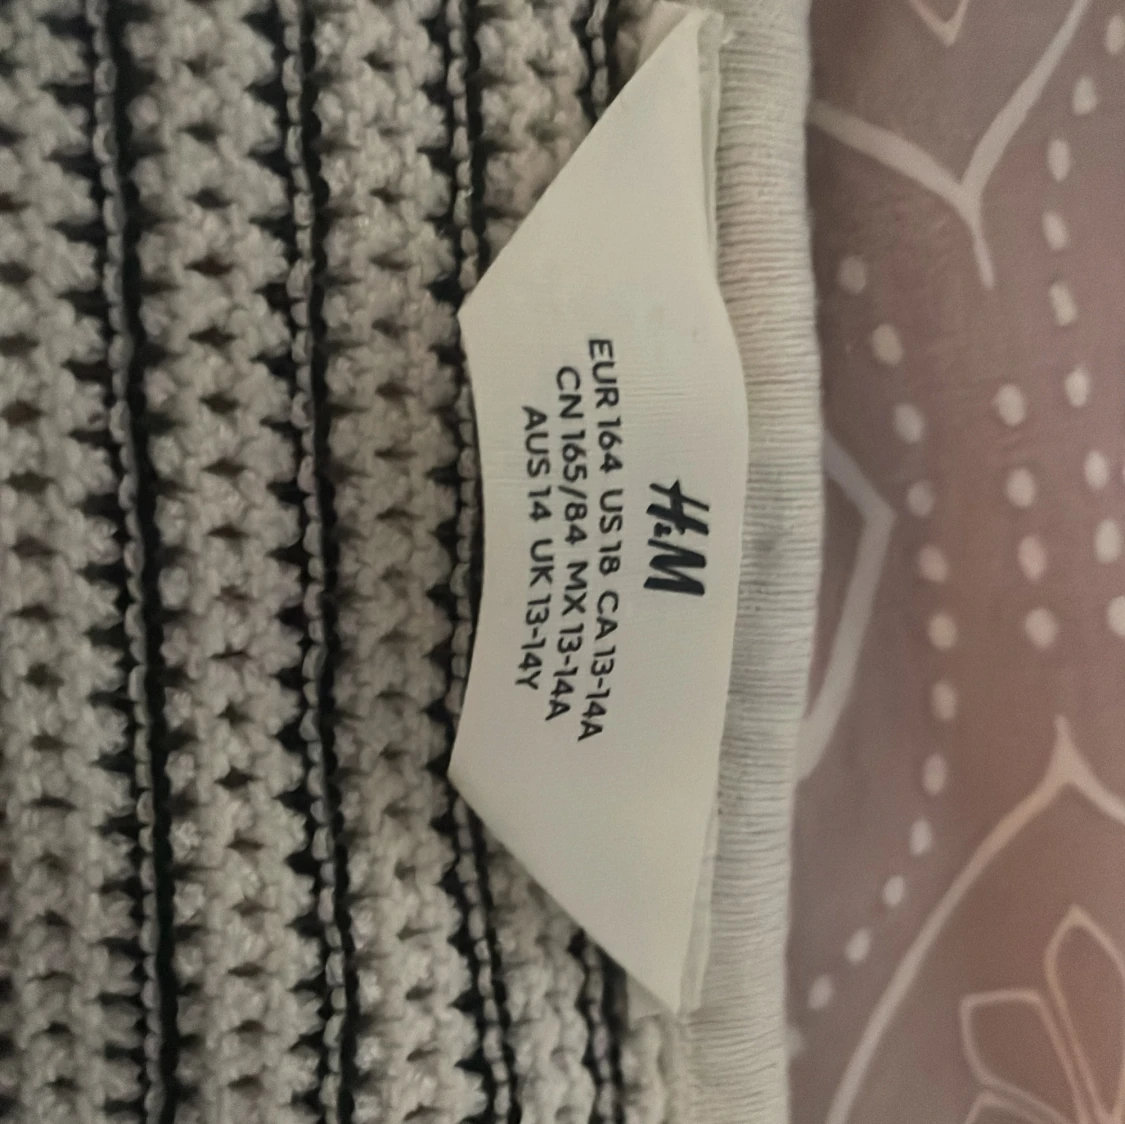 H&M
EUR 164 US 18 CA 13-14A
CN 165/84 MX 13-14A
AUS 14 UK 13-14Y